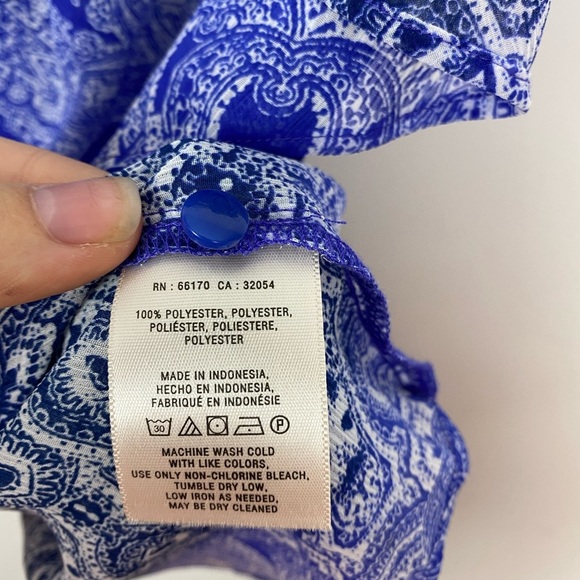 RN : 66170 CA : 32054
100% POLYESTER, POLYESTER,
POLIÉSTER, POLIESTERE,
POLYESTER
MADE IN INDONESIA,
HECHO EN INDONESIA,
FABRIQUÉ EN INDONÉSIE
30 P
MACHINE WASH COLD
WITH LIKE COLORS,
USE ONLY NON-CHLORINE BLEACH,
TUMBLE DRY LOW,
LOW IRON AS NEEDED,
MAY BE DRY CLEANED